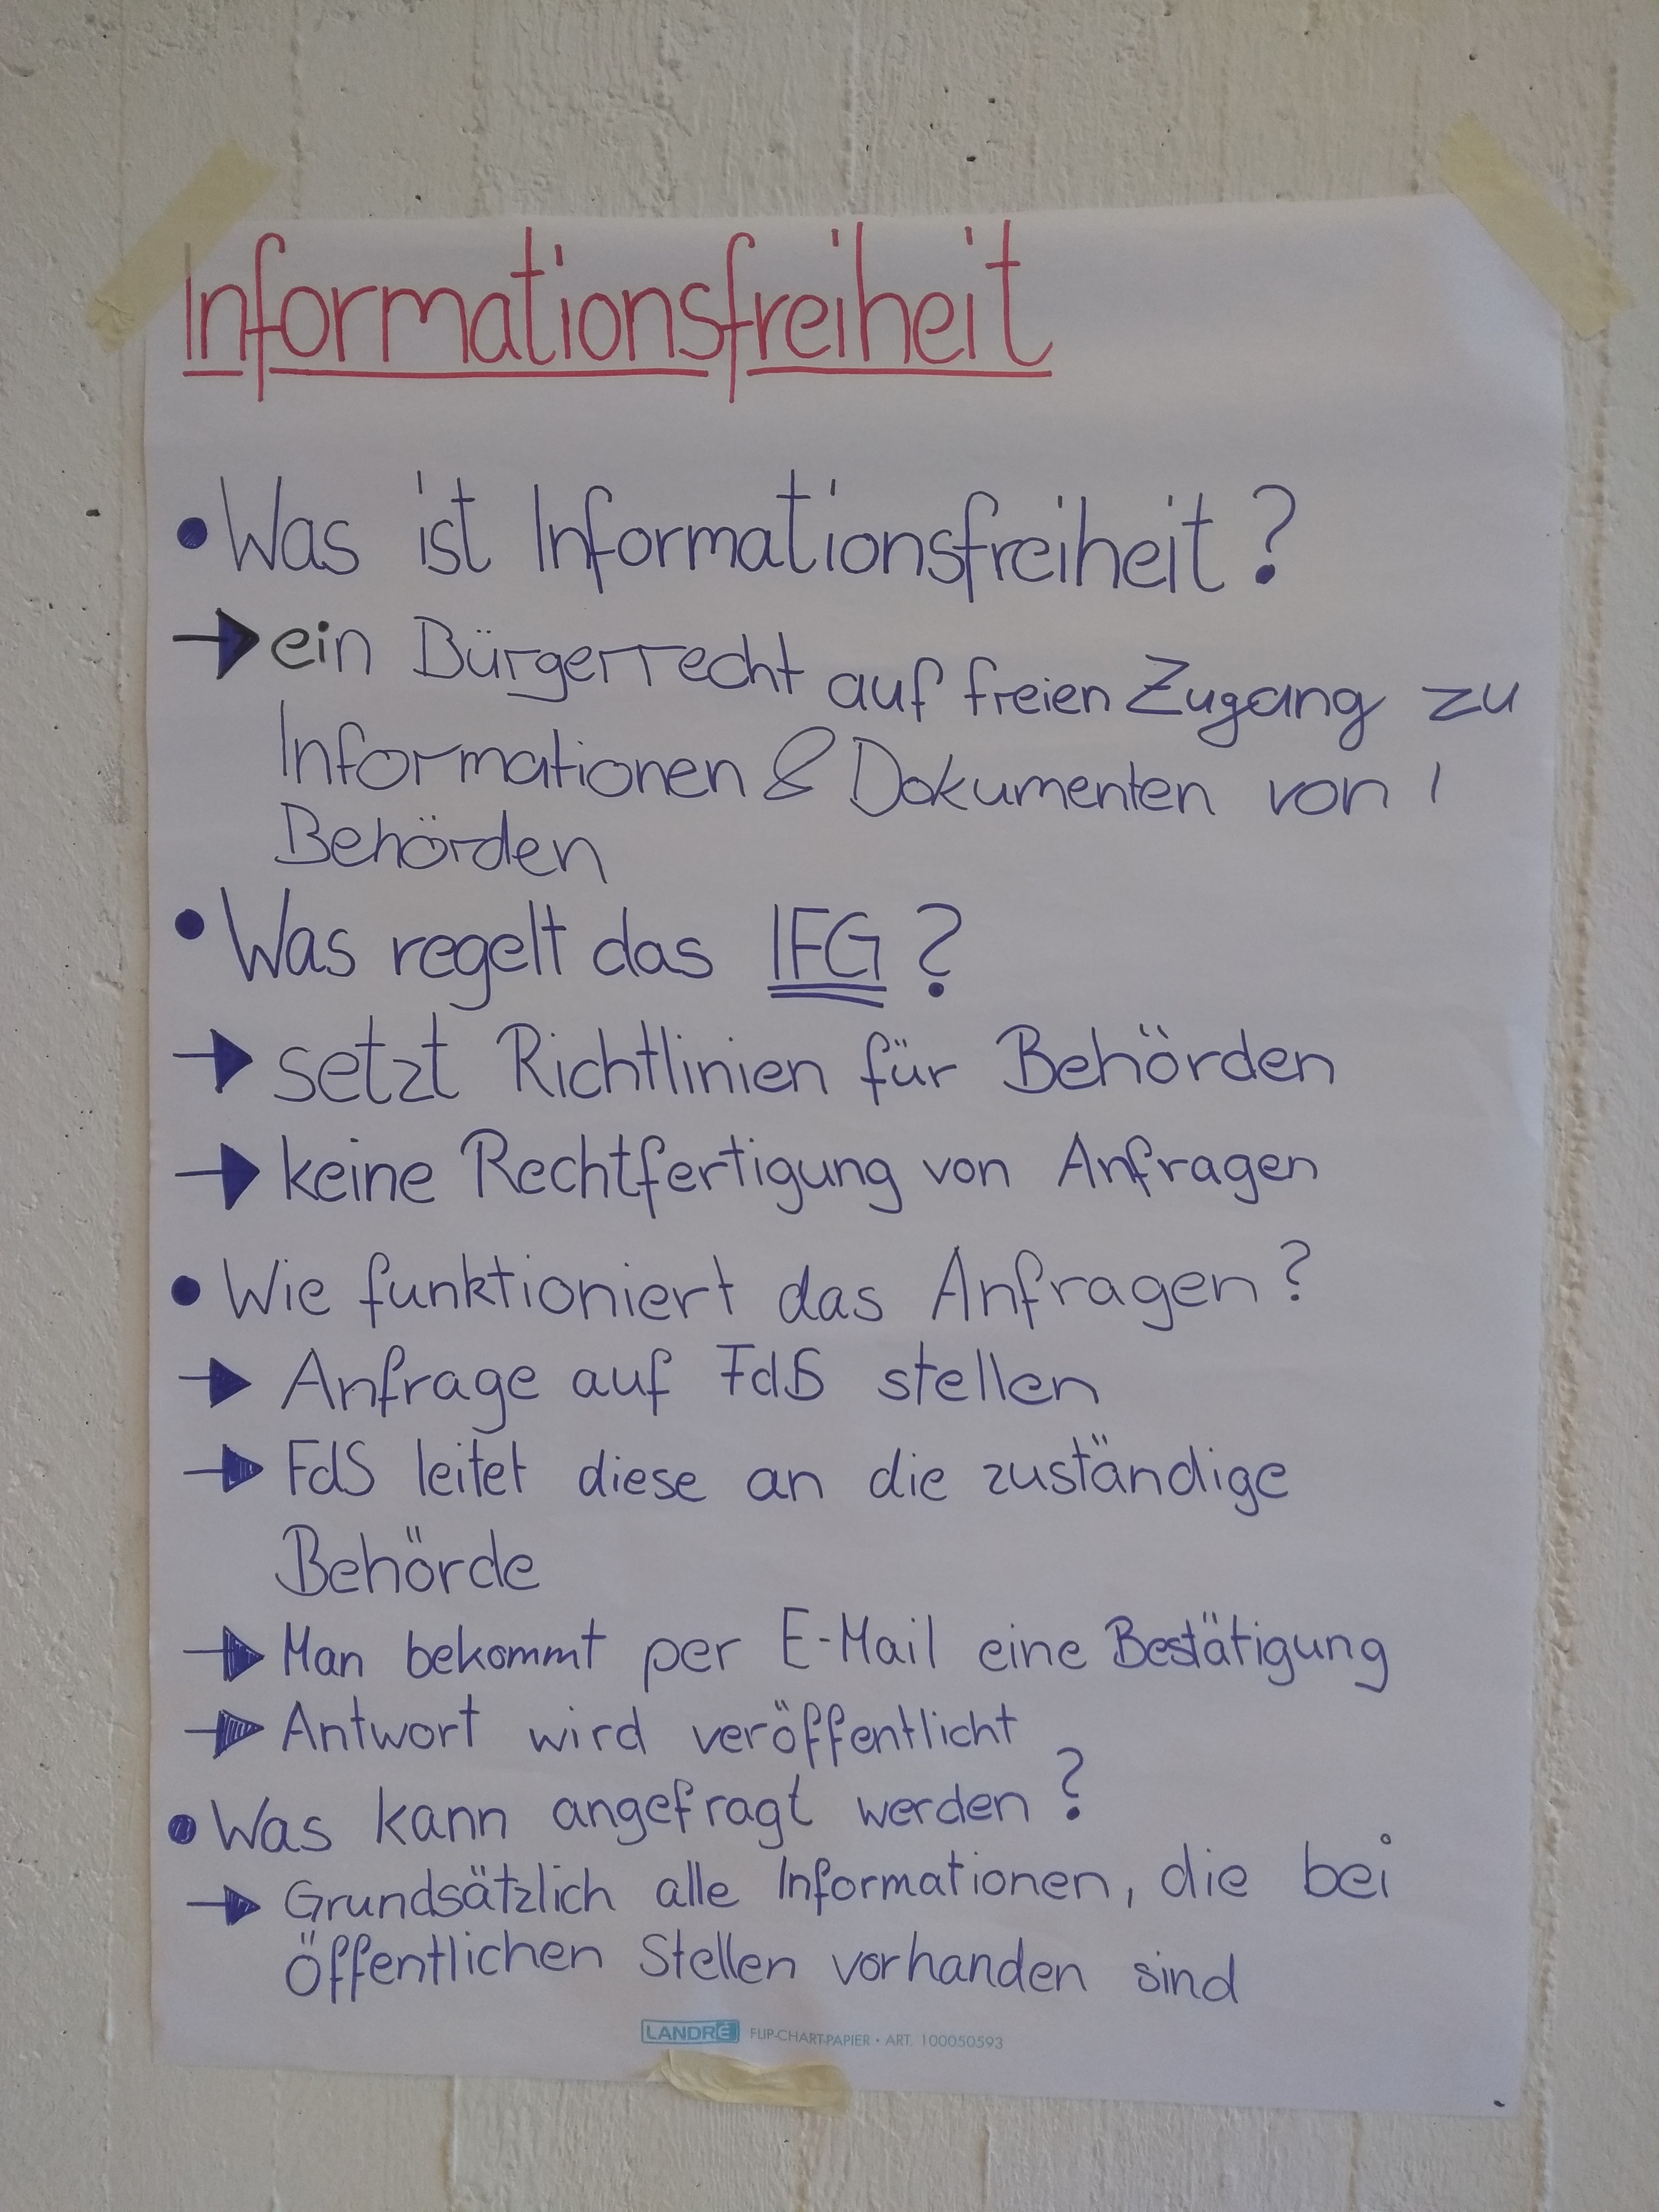 Informationsfreiheit
• Was ist Informationsfreiheit?
→ ein Bürgerrecht auf freien Zugang zu
Informationen & Dokumenten von
Behörden
• Was regelt das IFG?
→ setzt Richtlinien für Behörden
→ keine Rechtfertigung von Anfragen
• Wie funktioniert das Anfragen?
→ Anfrage auf FdS stellen
→ FdS leitet diese an die zuständige
Behörde
→ Man bekommt per E-Mail eine Bestätigung
→ Antwort wird veröffentlicht
• Was kann angefragt werden?
→ Grundsätzlich alle Informationen, die bei
öffentlichen Stellen vorhanden sind
LANDRÉ FLIP-CHART-PAPIER • ART. 100050593